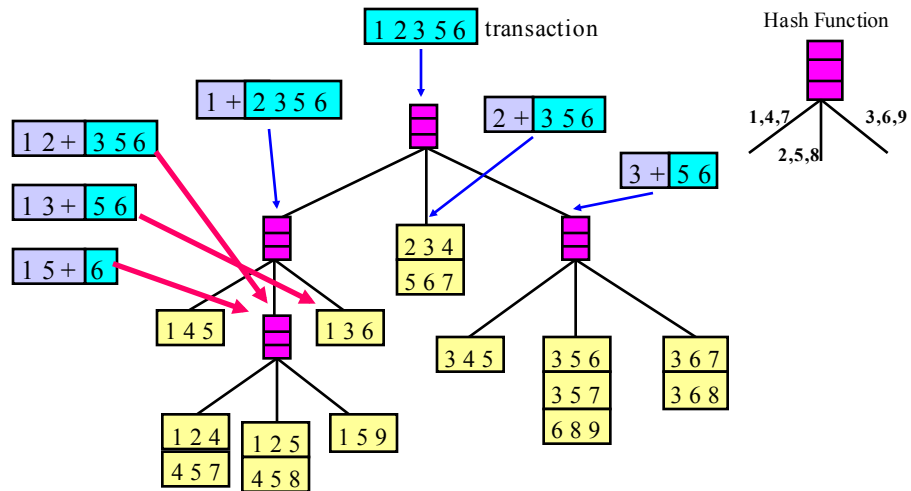 1 2 3 5 6 transaction
Hash Function
1 + 2 3 5 6
2 + 3 5 6
1,4,7
3,6,9
2,5,8
1 2 + 3 5 6
3 + 5 6
1 3 + 5 6
1 5 + 6
2 3 4
5 6 7
1 4 5
1 3 6
3 4 5
3 5 6
3 6 7
3 5 7
3 6 8
6 8 9
1 2 4
1 2 5
1 5 9
4 5 7
4 5 8